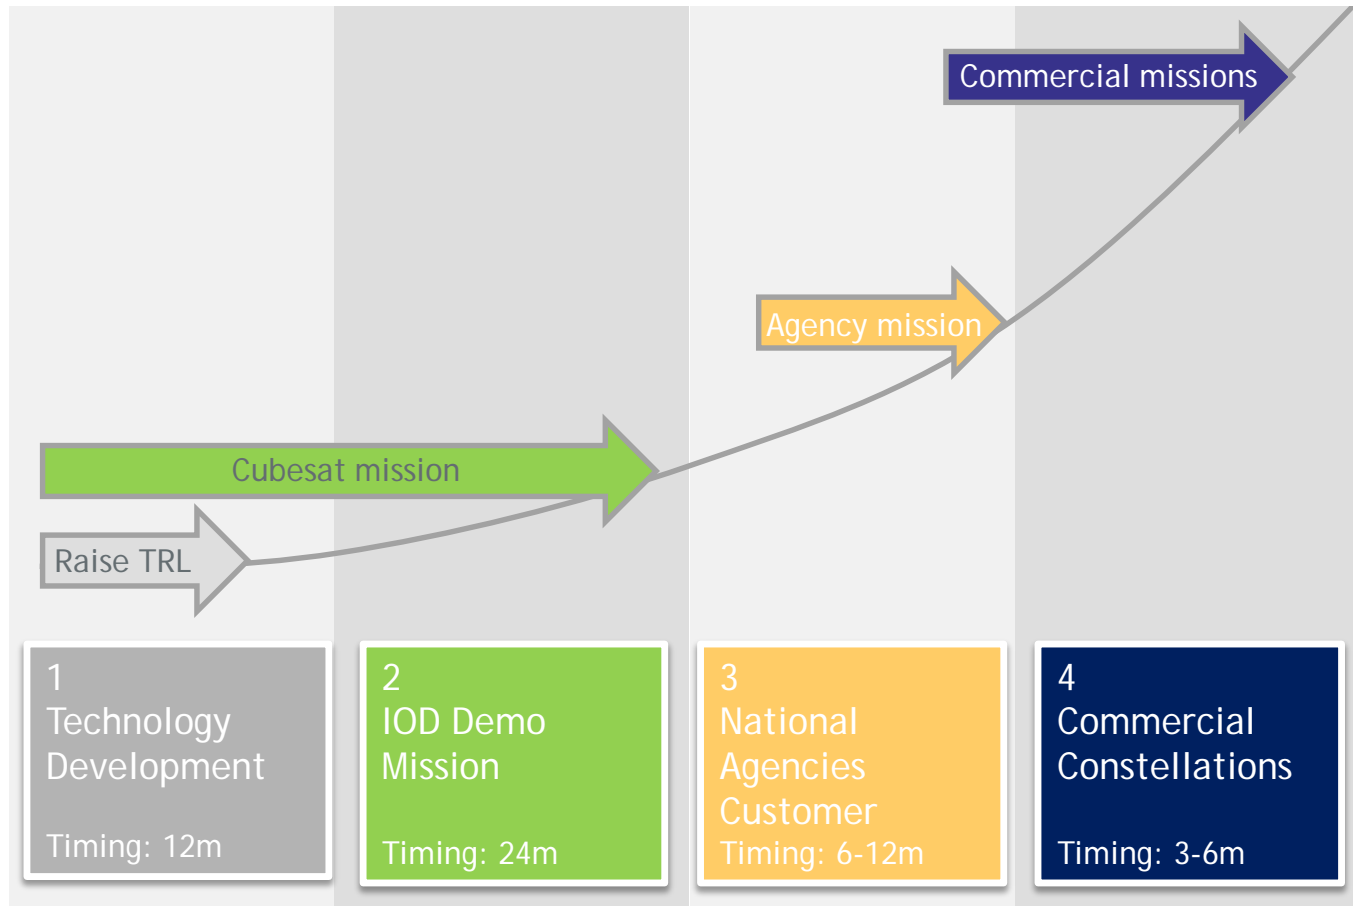 Commercial missions
Agency mission
Cubesat mission
Raise TRL
1
Technology
Development
Timing: 12m
2
IOD Demo
Mission
Timing: 24m
3
National
Agencies
Customer
Timing: 6-12m
4
Commercial
Constellations
Timing: 3-6m